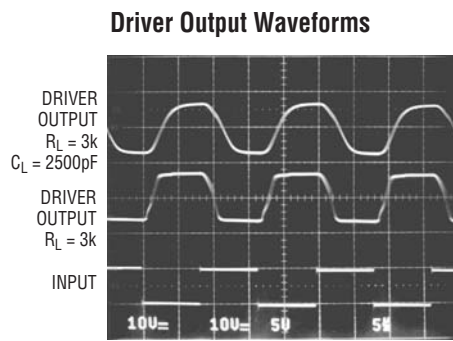 Driver Output Waveforms
DRIVER
OUTPUT
R_L = 3k
C_L = 2500pF
DRIVER
OUTPUT
R_L = 3k
INPUT
10V= 10V= 5V